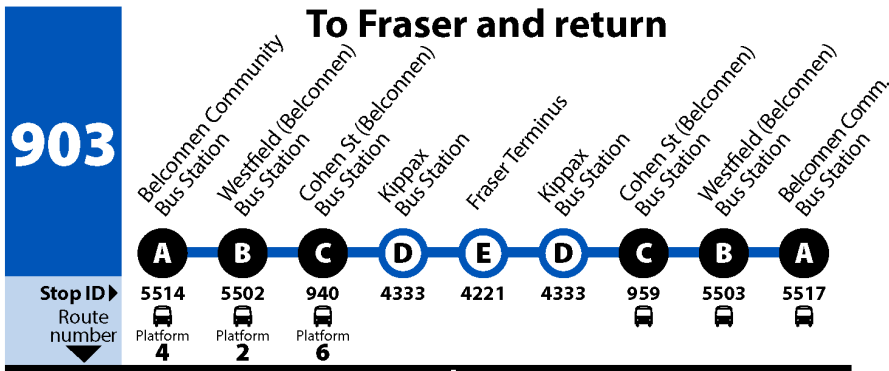 To Fraser and return
903
Belconnen Community
Bus Station
Westfield (Belconnen)
Bus Station
Cohen St (Belconnen)
Bus Station
Kippax
Bus Station
Fraser Terminus
Kippax
Bus Station
Cohen St (Belconnen)
Bus Station
Westfield (Belconnen)
Bus Station
Belconnen Comm.
Bus Station
A B C D E D C B A
Stop ID 5514 5502 940 4333 4221 4333 959 5503 5517
Route
number
Platform Platform Platform
4 2 6